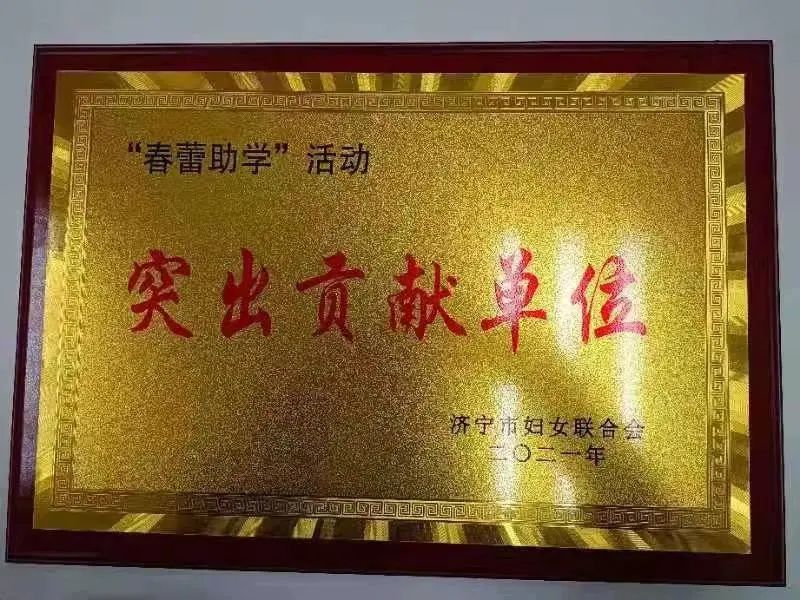 “春蕾助学”活动
突出贡献单位
济宁市妇女联合会
二〇二一年